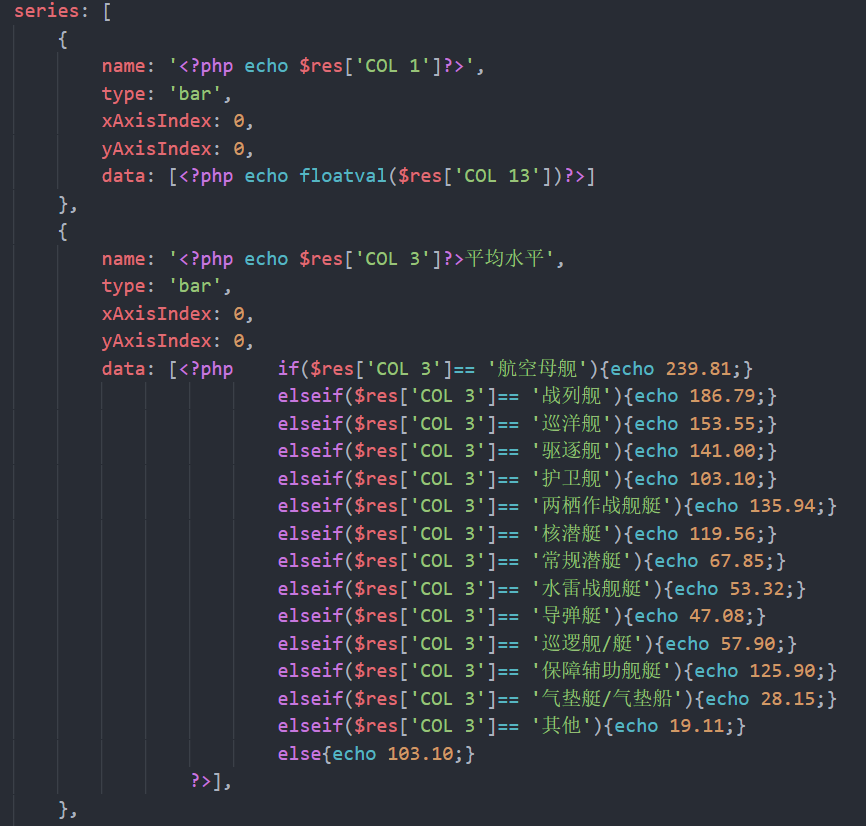 series: [
{
name: '<?php echo $res['COL 1']?>',
type: 'bar',
xAxisIndex: 0,
yAxisIndex: 0,
data: [<?php echo floatval($res['COL 13'])?>]
},
{
name: '<?php echo $res['COL 3']?>平均水平',
type: 'bar',
xAxisIndex: 0,
yAxisIndex: 0,
data: [<?php    if($res['COL 3']== '航空母舰'){echo 239.81;}
elseif($res['COL 3']== '战列舰'){echo 186.79;}
elseif($res['COL 3']== '巡洋舰'){echo 153.55;}
elseif($res['COL 3']== '驱逐舰'){echo 141.00;}
elseif($res['COL 3']== '护卫舰'){echo 103.10;}
elseif($res['COL 3']== '两栖作战舰艇'){echo 135.94;}
elseif($res['COL 3']== '核潜艇'){echo 119.56;}
elseif($res['COL 3']== '常规潜艇'){echo 67.85;}
elseif($res['COL 3']== '水雷战舰艇'){echo 53.32;}
elseif($res['COL 3']== '导弹艇'){echo 47.08;}
elseif($res['COL 3']== '巡逻舰/艇'){echo 57.90;}
elseif($res['COL 3']== '保障辅助舰艇'){echo 125.90;}
elseif($res['COL 3']== '气垫艇/气垫船'){echo 28.15;}
elseif($res['COL 3']== '其他'){echo 19.11;}
else{echo 103.10;}
?>],
},